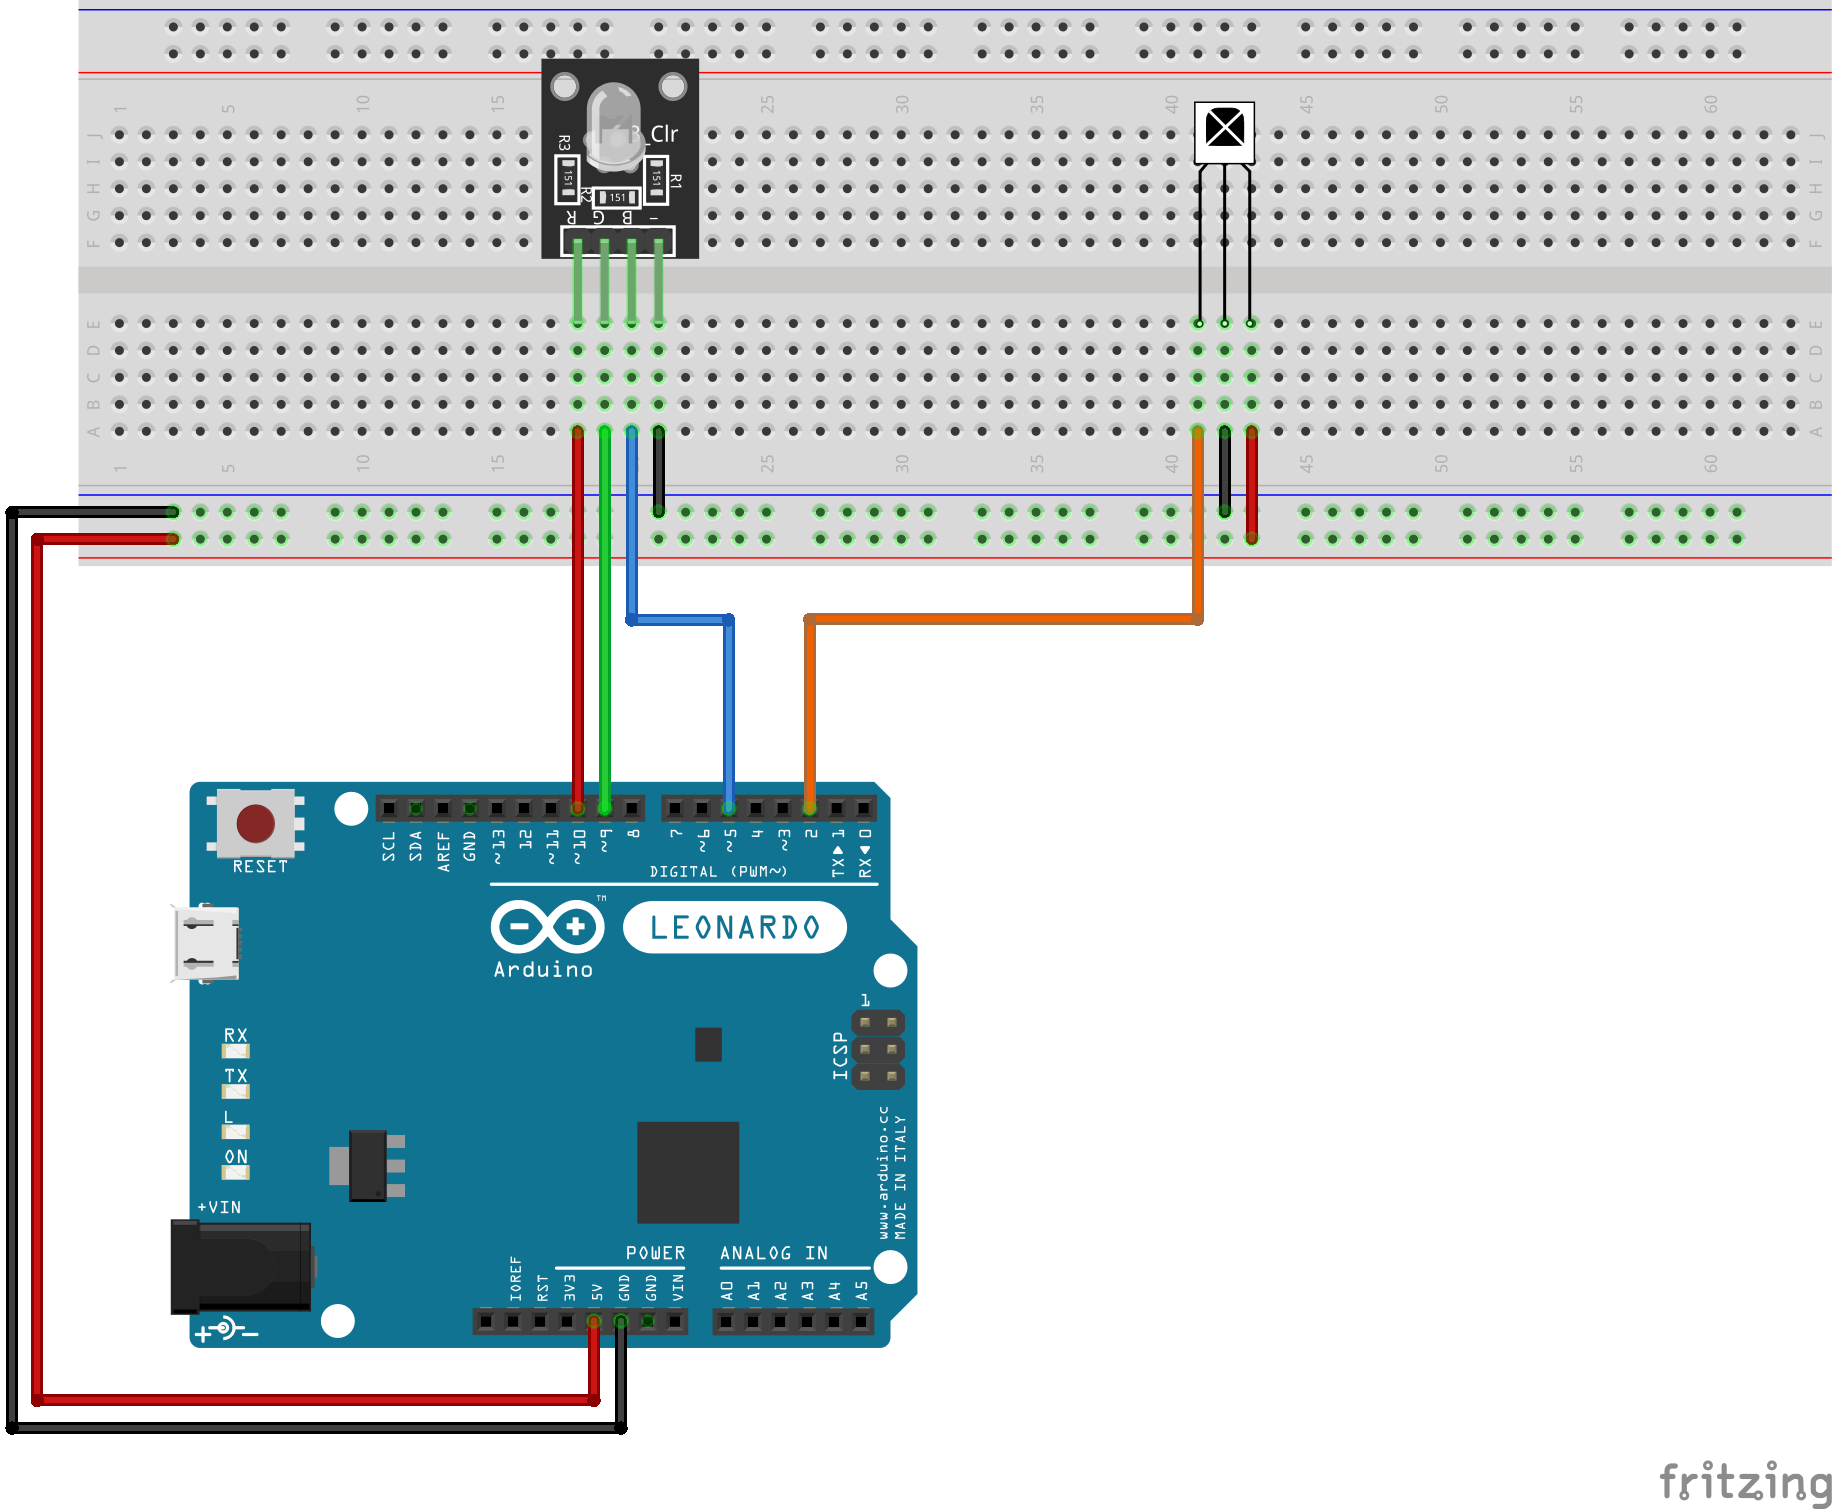 1 5 10 15 25 30 35 40 45 50 55 60
J J
I I
H H
G G
F F
_Clr
R3
R1
R2
151
151
151
R G B -
E E
D D
C C
B B
A A
1 5 10 15 25 30 35 40 45 50 55 60
RESET
SCL SDA AREF GND ~13 12 ~11 ~10 ~9 8 7 ~6 ~5 4 ~3 2 TX▶1 RX◀0
DIGITAL (PWM~)
TM
LEONARDO
Arduino
1
ICSP
RX
TX
L
ON
+VIN
www.arduino.cc
MADE IN ITALY
POWER
ANALOG IN
IOREF RST 3V3 5V GND GND VIN A0 A1 A2 A3 A4 A5
fritzing